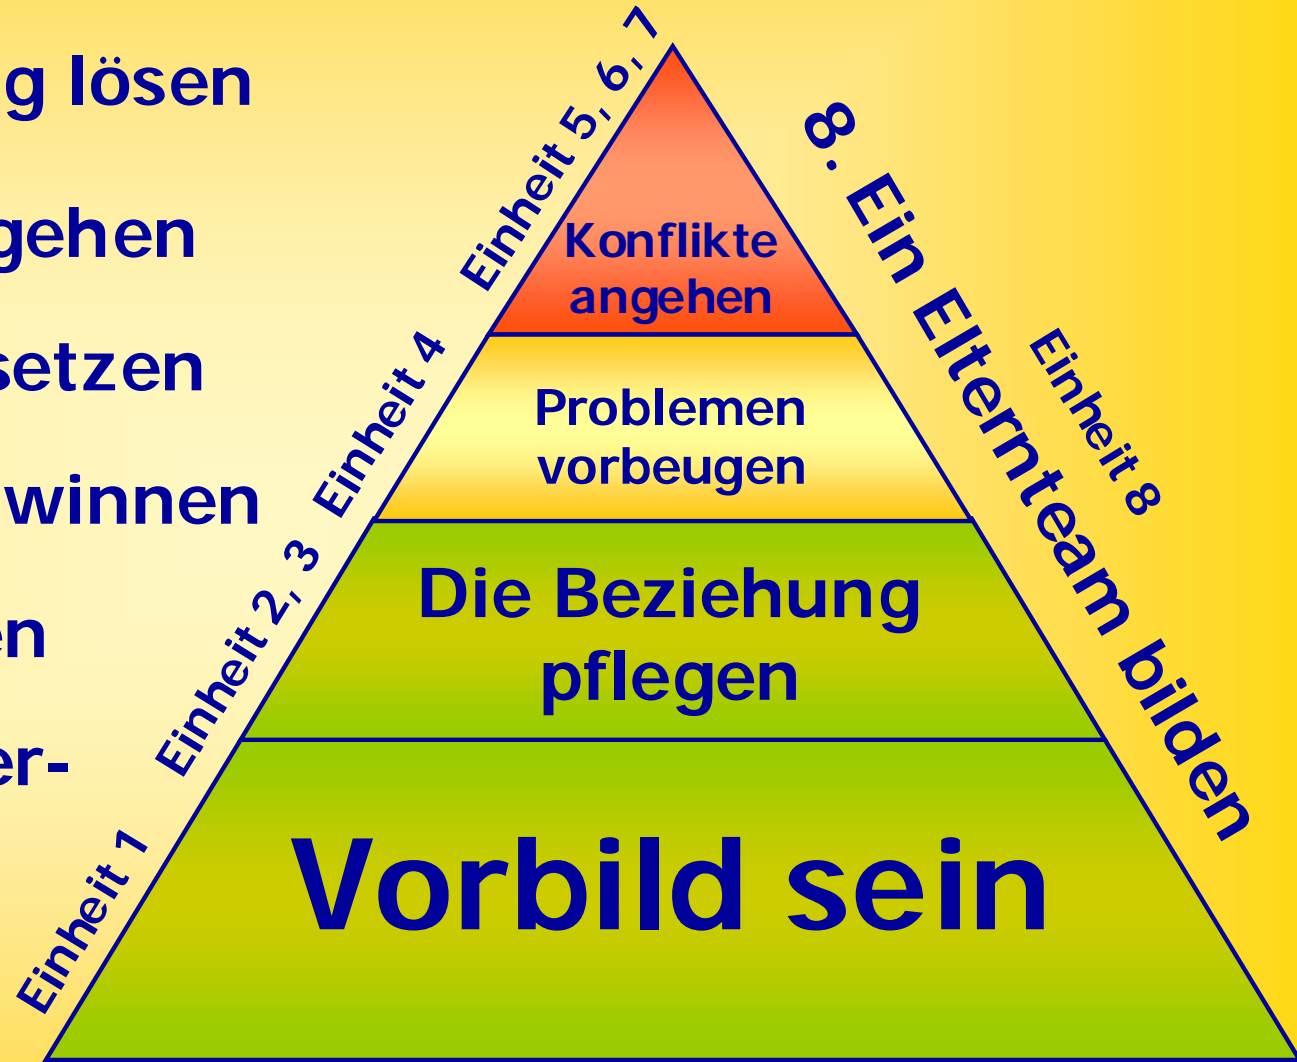 g lösen
gehen
setzen
winnen
en
er-
Einheit 5, 6, 7
Einheit 4
Einheit 2, 3
Einheit 1
Konflikte
angehen
Problemen
vorbeugen
Die Beziehung
pflegen
Vorbild sein
8. Ein Elternteam bilden
Einheit 8